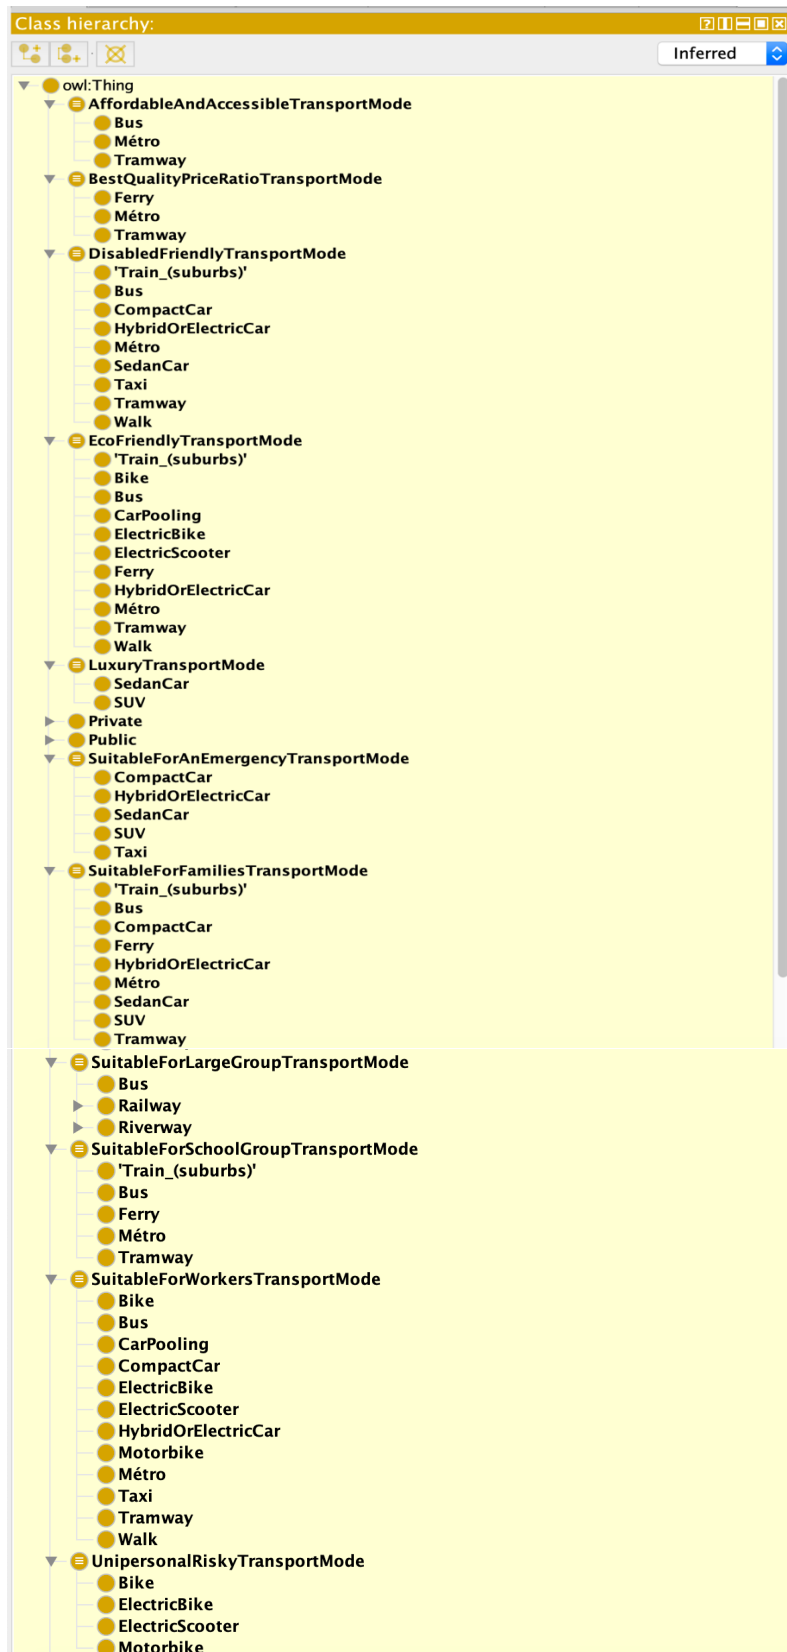 Class hierarchy:
Inferred
owl:Thing
AffordableAndAccessibleTransportMode
Bus
Métro
Tramway
BestQualityPriceRatioTransportMode
Ferry
Métro
Tramway
DisabledFriendlyTransportMode
'Train_(suburbs)'
Bus
CompactCar
HybridOrElectricCar
Métro
SedanCar
Taxi
Tramway
Walk
EcoFriendlyTransportMode
'Train_(suburbs)'
Bike
Bus
CarPooling
ElectricBike
ElectricScooter
Ferry
HybridOrElectricCar
Métro
Tramway
Walk
LuxuryTransportMode
SedanCar
SUV
Private
Public
SuitableForAnEmergencyTransportMode
CompactCar
HybridOrElectricCar
SedanCar
SUV
Taxi
SuitableForFamiliesTransportMode
'Train_(suburbs)'
Bus
CompactCar
Ferry
HybridOrElectricCar
Métro
SedanCar
SUV
Tramway
SuitableForLargeGroupTransportMode
Bus
Railway
Riverway
SuitableForSchoolGroupTransportMode
'Train_(suburbs)'
Bus
Ferry
Métro
Tramway
SuitableForWorkersTransportMode
Bike
Bus
CarPooling
CompactCar
ElectricBike
ElectricScooter
HybridOrElectricCar
Motorbike
Métro
Taxi
Tramway
Walk
UnipersonalRiskyTransportMode
Bike
ElectricBike
ElectricScooter
Motorbike